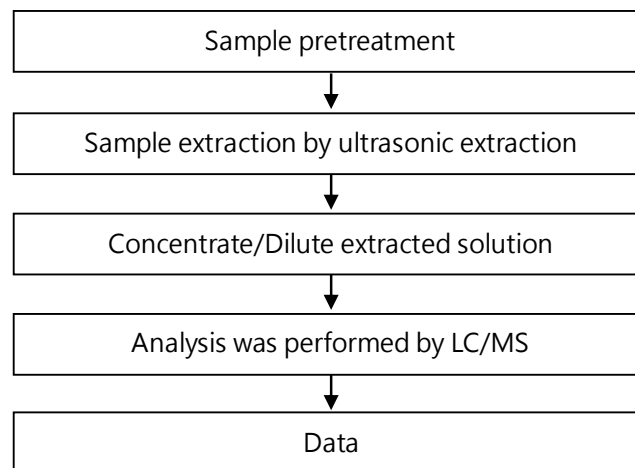 Sample pretreatment
Sample extraction by ultrasonic extraction
Concentrate/Dilute extracted solution
Analysis was performed by LC/MS
Data